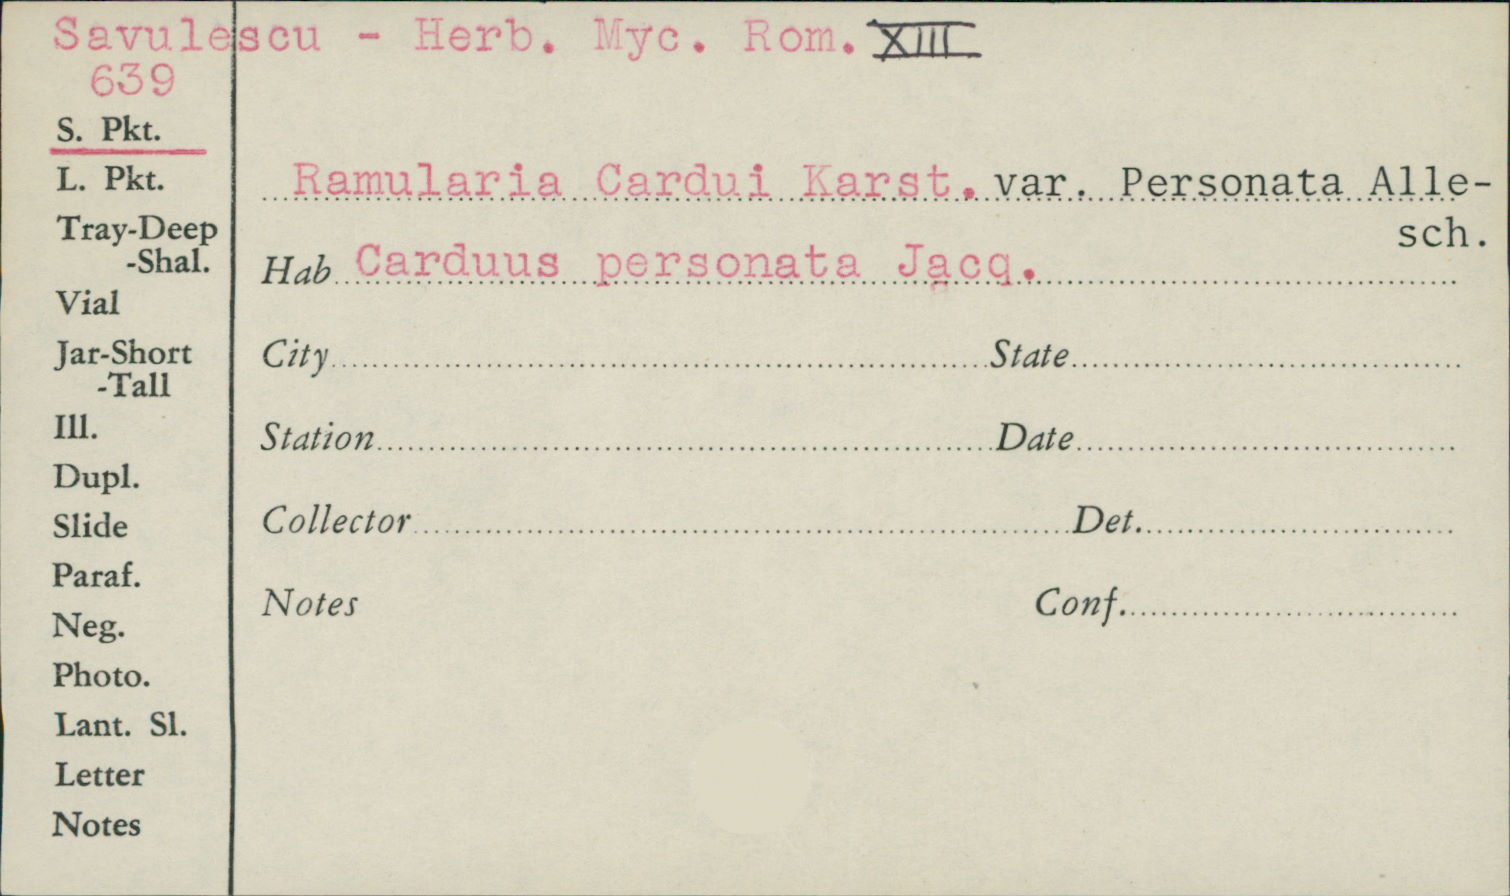 Savulescu - Herb. Myc. Rom. XIII
639
S. Pkt.
L. Pkt.
Tray-Deep
-Shal.
Vial
Jar-Short
-Tall
Ill.
Dupl.
Slide
Paraf.
Neg.
Photo.
Lant. Sl.
Letter
Notes
Ramularia Cardui Karst. var. Personata Alle-
sch.
Hab Carduus personata Jacq.
City State
Station Date
Collector Det.
Notes Conf.